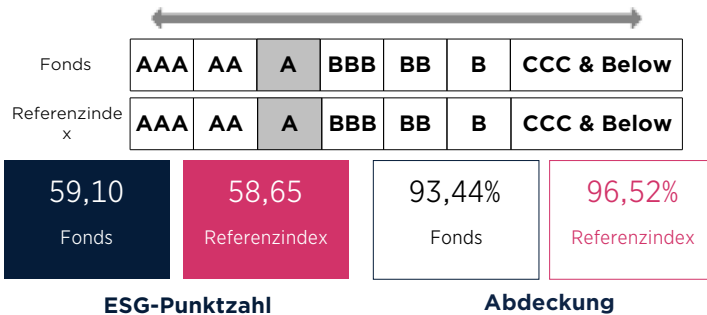 Fonds AAA AA A BBB BB B CCC & Below
Referenzinde
x
AAA AA A BBB BB B CCC & Below
59,10 58,65 93,44% 96,52%
Fonds Referenzindex Fonds Referenzindex
ESG-Punktzahl Abdeckung